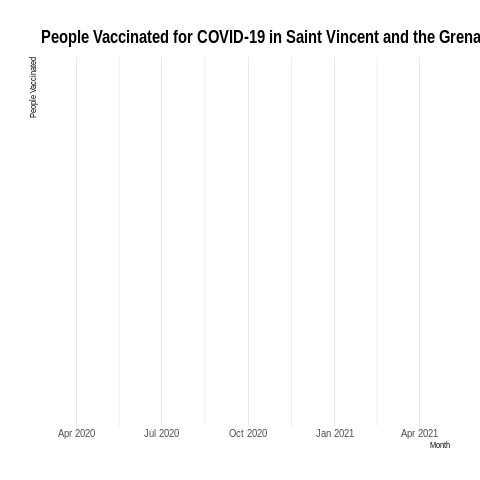 People Vaccinated for COVID-19 in Saint Vincent and the Grena
People Vaccinated
Apr 2020 Jul 2020 Oct 2020 Jan 2021 Apr 2021
Month